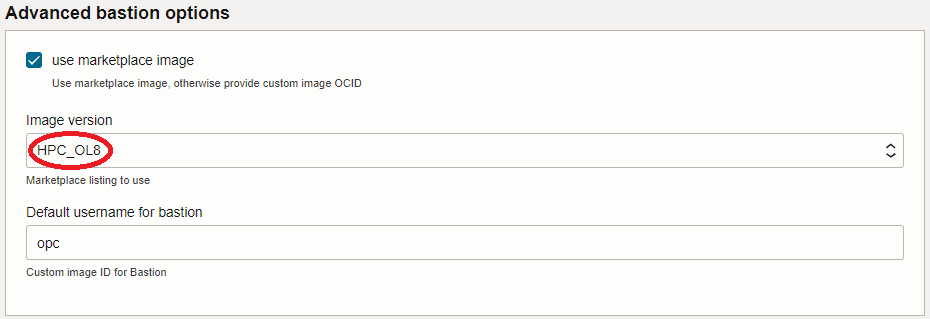 Advanced bastion options
use marketplace image
Use marketplace image, otherwise provide custom image OCID
Image version
HPC_OL8
Marketplace listing to use
Default username for bastion
opc
Custom image ID for Bastion